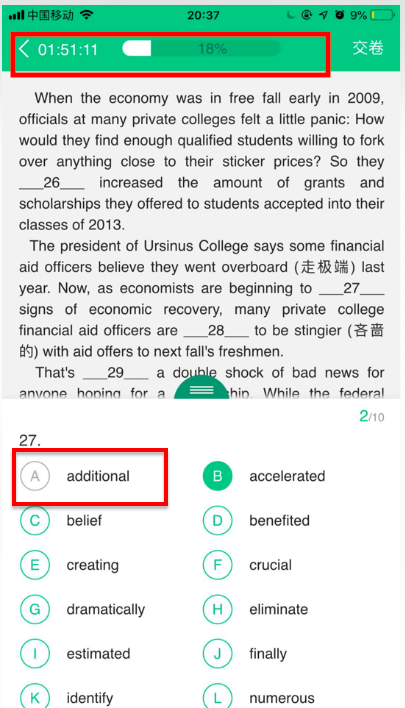 中国移动 20:37 9%
01:51:11 18% 交卷
When the economy was in free fall early in 2009,
officials at many private colleges felt a little panic: How
would they find enough qualified students willing to fork
over anything close to their sticker prices? So they
___26___ increased the amount of grants and
scholarships they offered to students accepted into their
classes of 2013.
The president of Ursinus College says some financial
aid officers believe they went overboard (走极端) last
year. Now, as economists are beginning to ___27___
signs of economic recovery, many private college
financial aid officers are ___28___ to be stingier (吝啬
的) with aid offers to next fall's freshmen.
That's ___29___ a double shock of bad news for
anyone hoping for a ship. While the federal
2/10
27.
A additional B accelerated
C belief D benefited
E creating F crucial
G dramatically H eliminate
I estimated J finally
K identify L numerous